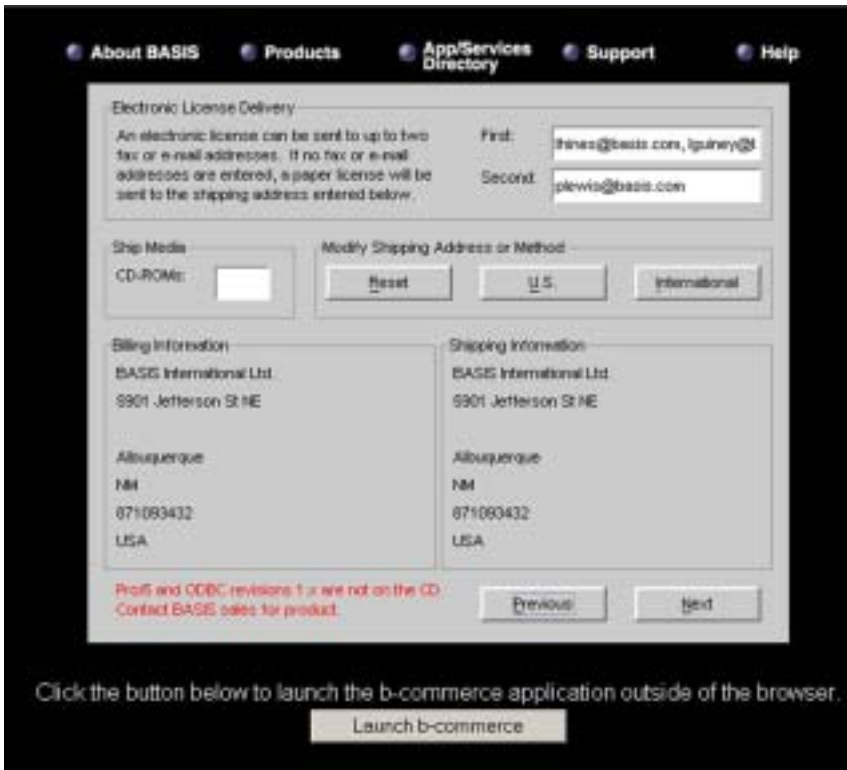 About BASIS
Products
App/Services
Directory
Support
Help
Electronic License Delivery
An electronic license can be sent to up to two
fax or e-mail addresses. If no fax or e-mail
addresses are entered, a paper license will be
sent to the shipping address entered below.
First:
thines@basis.com, lguiney@
Second:
plewis@basis.com
Ship Media
CD-ROMs:
Modify Shipping Address or Method
Reset
U.S.
International
Billing Information
BASIS International Ltd.
5901 Jefferson St NE
Albuquerque
NM
871093432
USA
Shipping Information
BASIS International Ltd.
5901 Jefferson St NE
Albuquerque
NM
871093432
USA
Pro/5 and ODBC revisions 1.x are not on the CD.
Contact BASIS sales for product.
Previous
Next
Click the button below to launch the b-commerce application outside of the browser.
Launch b-commerce